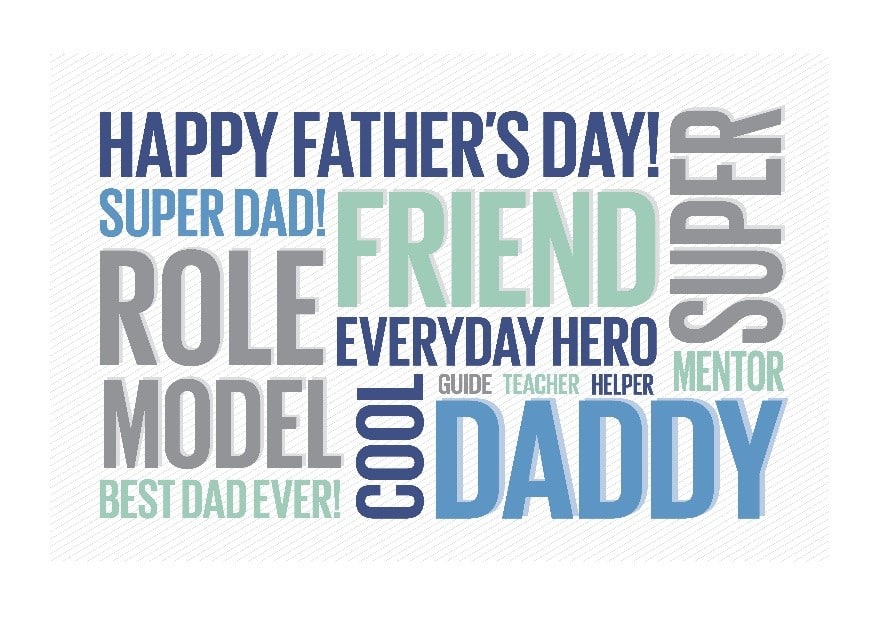 HAPPY FATHER'S DAY!
SUPER DAD!
FRIEND
SUPER
ROLE
MODEL
EVERYDAY HERO
GUIDE TEACHER HELPER
MENTOR
COOL
DADDY
BEST DAD EVER!